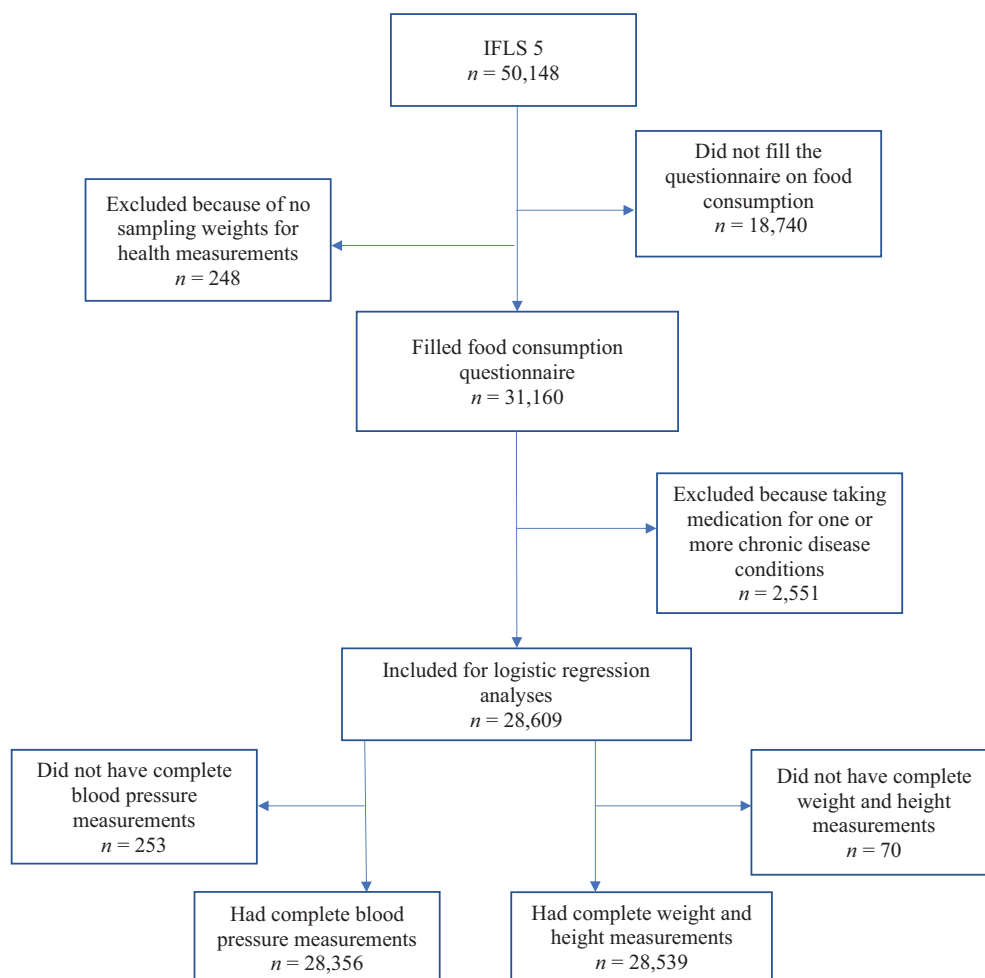 IFLS 5
n = 50,148
Did not fill the
questionnaire on food
consumption
n = 18,740
Excluded because of no
sampling weights for
health measurements
n = 248
Filled food consumption
questionnaire
n = 31,160
Excluded because taking
medication for one or
more chronic disease
conditions
n = 2,551
Included for logistic regression
analyses
n = 28,609
Did not have complete
blood pressure
measurements
n = 253
Did not have complete
weight and height
measurements
n = 70
Had complete blood
pressure measurements
n = 28,356
Had complete weight and
height measurements
n = 28,539